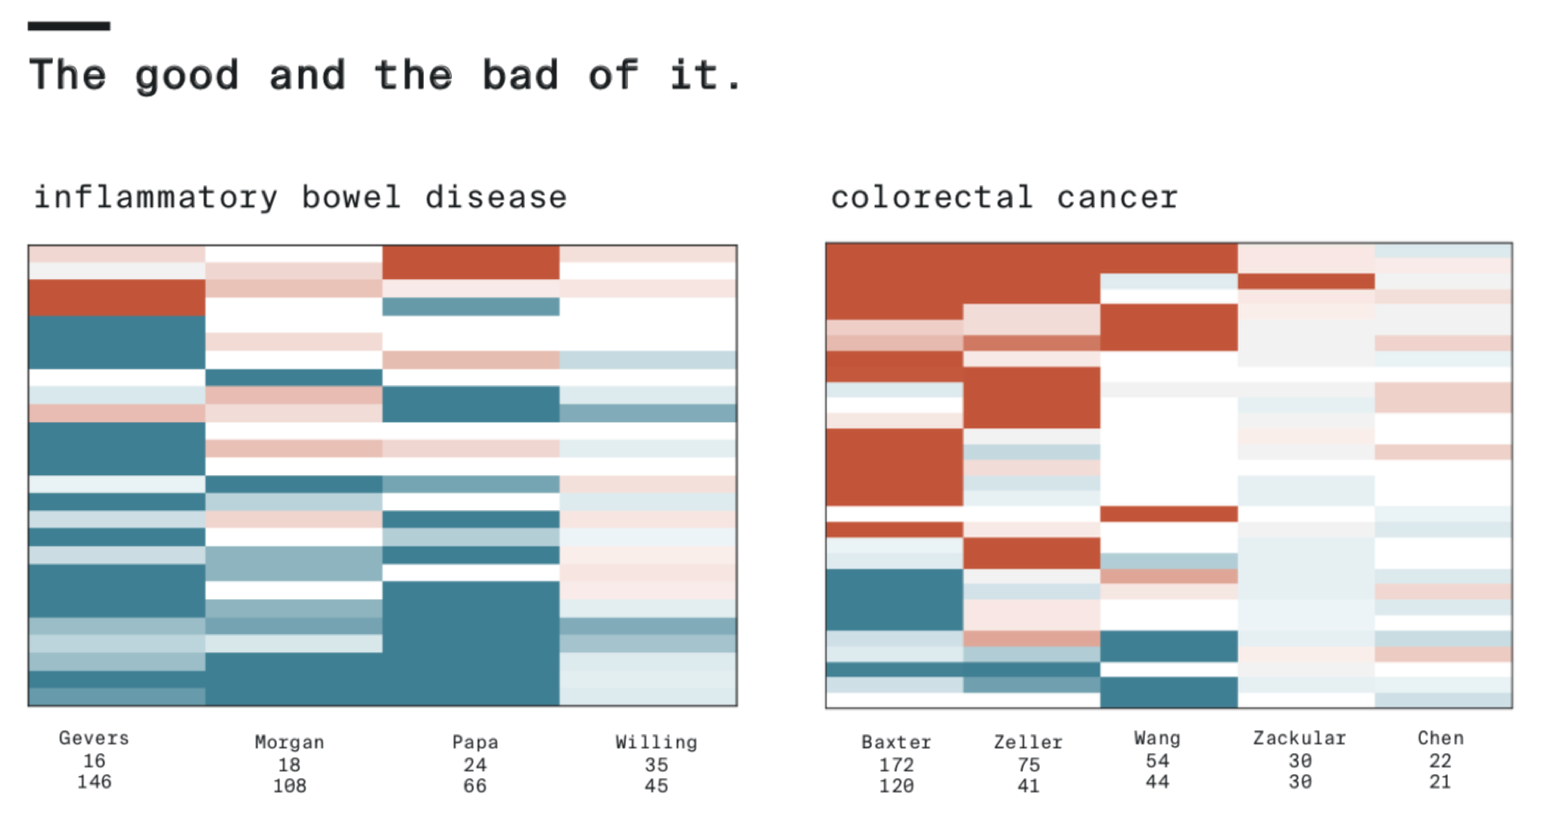 The good and the bad of it.
inflammatory bowel disease
colorectal cancer
Gevers
16
146
Morgan
18
108
Papa
24
66
Willing
35
45
Baxter
172
120
Zeller
75
41
Wang
54
44
Zackular
30
30
Chen
22
21